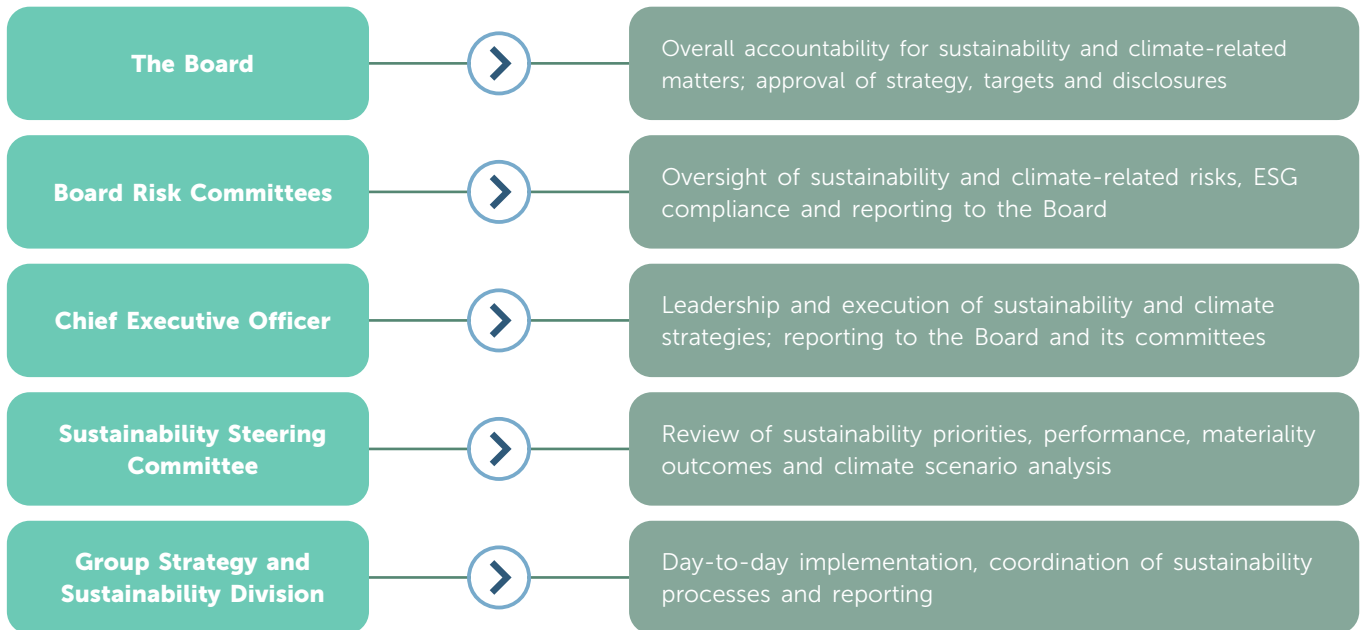 The Board
Overall accountability for sustainability and climate-related
matters; approval of strategy, targets and disclosures
Board Risk Committees
Oversight of sustainability and climate-related risks, ESG
compliance and reporting to the Board
Chief Executive Officer
Leadership and execution of sustainability and climate
strategies; reporting to the Board and its committees
Sustainability Steering
Committee
Review of sustainability priorities, performance, materiality
outcomes and climate scenario analysis
Group Strategy and
Sustainability Division
Day-to-day implementation, coordination of sustainability
processes and reporting